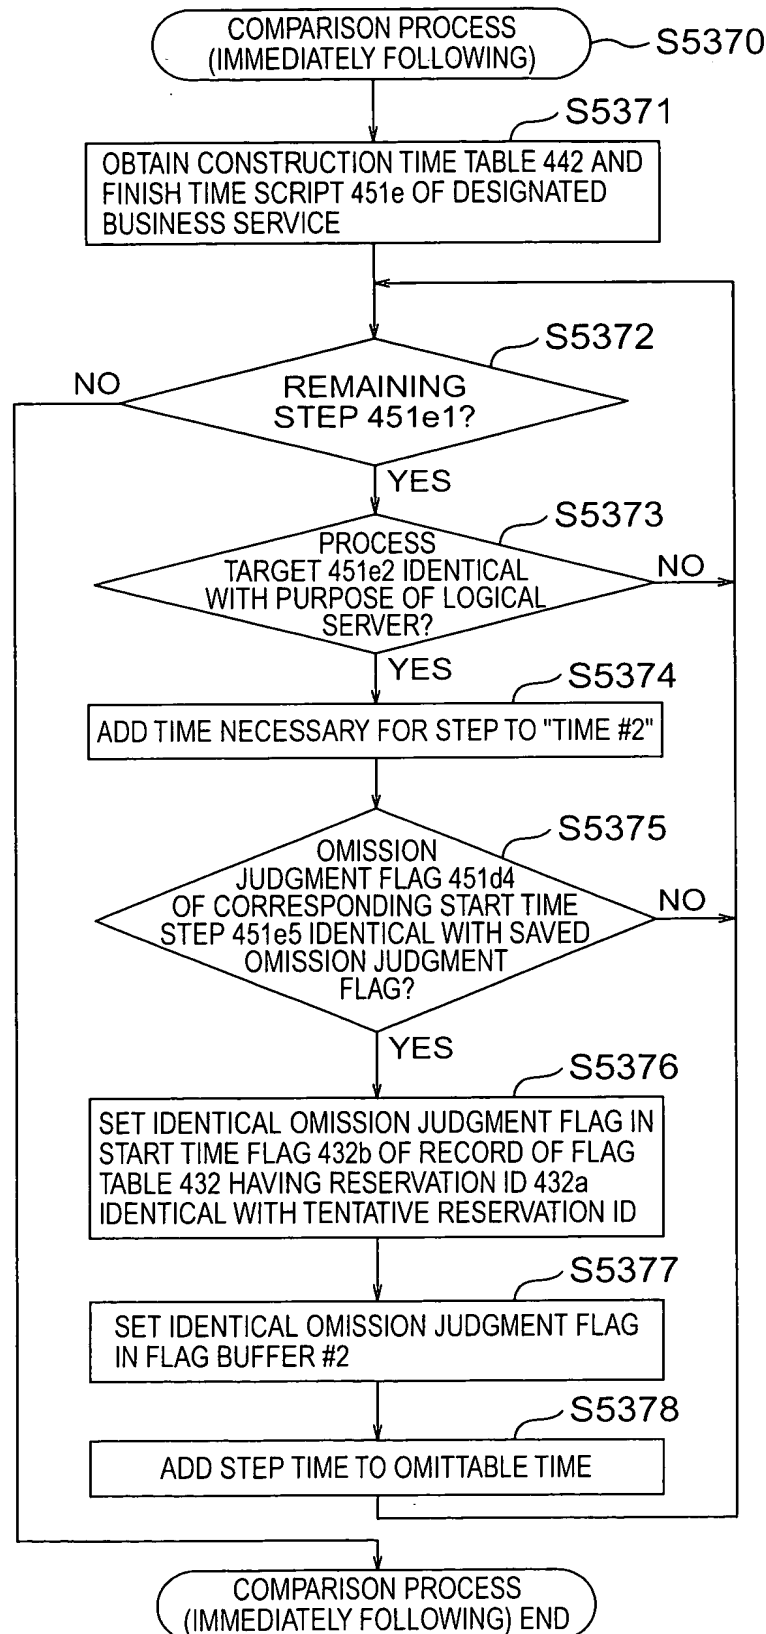 COMPARISON PROCESS
(IMMEDIATELY FOLLOWING)
S5370
S5371
OBTAIN CONSTRUCTION TIME TABLE 442 AND
FINISH TIME SCRIPT 451e OF DESIGNATED
BUSINESS SERVICE
S5372
NO
REMAINING
STEP 451e1?
YES
S5373
PROCESS
TARGET 451e2 IDENTICAL
WITH PURPOSE OF LOGICAL
SERVER?
NO
YES
S5374
ADD TIME NECESSARY FOR STEP TO "TIME #2"
S5375
OMISSION
JUDGMENT FLAG 451d4
OF CORRESPONDING START TIME
STEP 451e5 IDENTICAL WITH SAVED
OMISSION JUDGMENT
FLAG?
NO
YES
S5376
SET IDENTICAL OMISSION JUDGMENT FLAG IN
START TIME FLAG 432b OF RECORD OF FLAG
TABLE 432 HAVING RESERVATION ID 432a
IDENTICAL WITH TENTATIVE RESERVATION ID
S5377
SET IDENTICAL OMISSION JUDGMENT FLAG
IN FLAG BUFFER #2
S5378
ADD STEP TIME TO OMITTABLE TIME
COMPARISON PROCESS
(IMMEDIATELY FOLLOWING) END